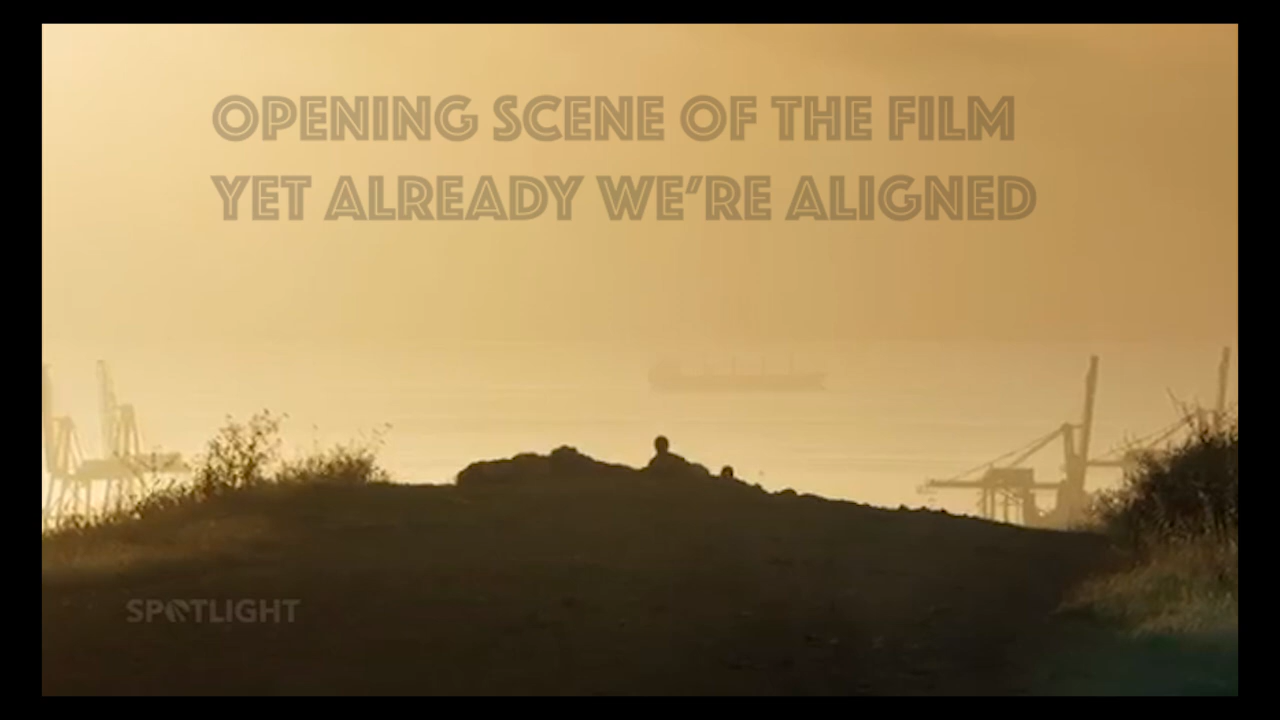 OPENING SCENE OF THE FILM
YET ALREADY WE'RE ALIGNED
SPOTLIGHT